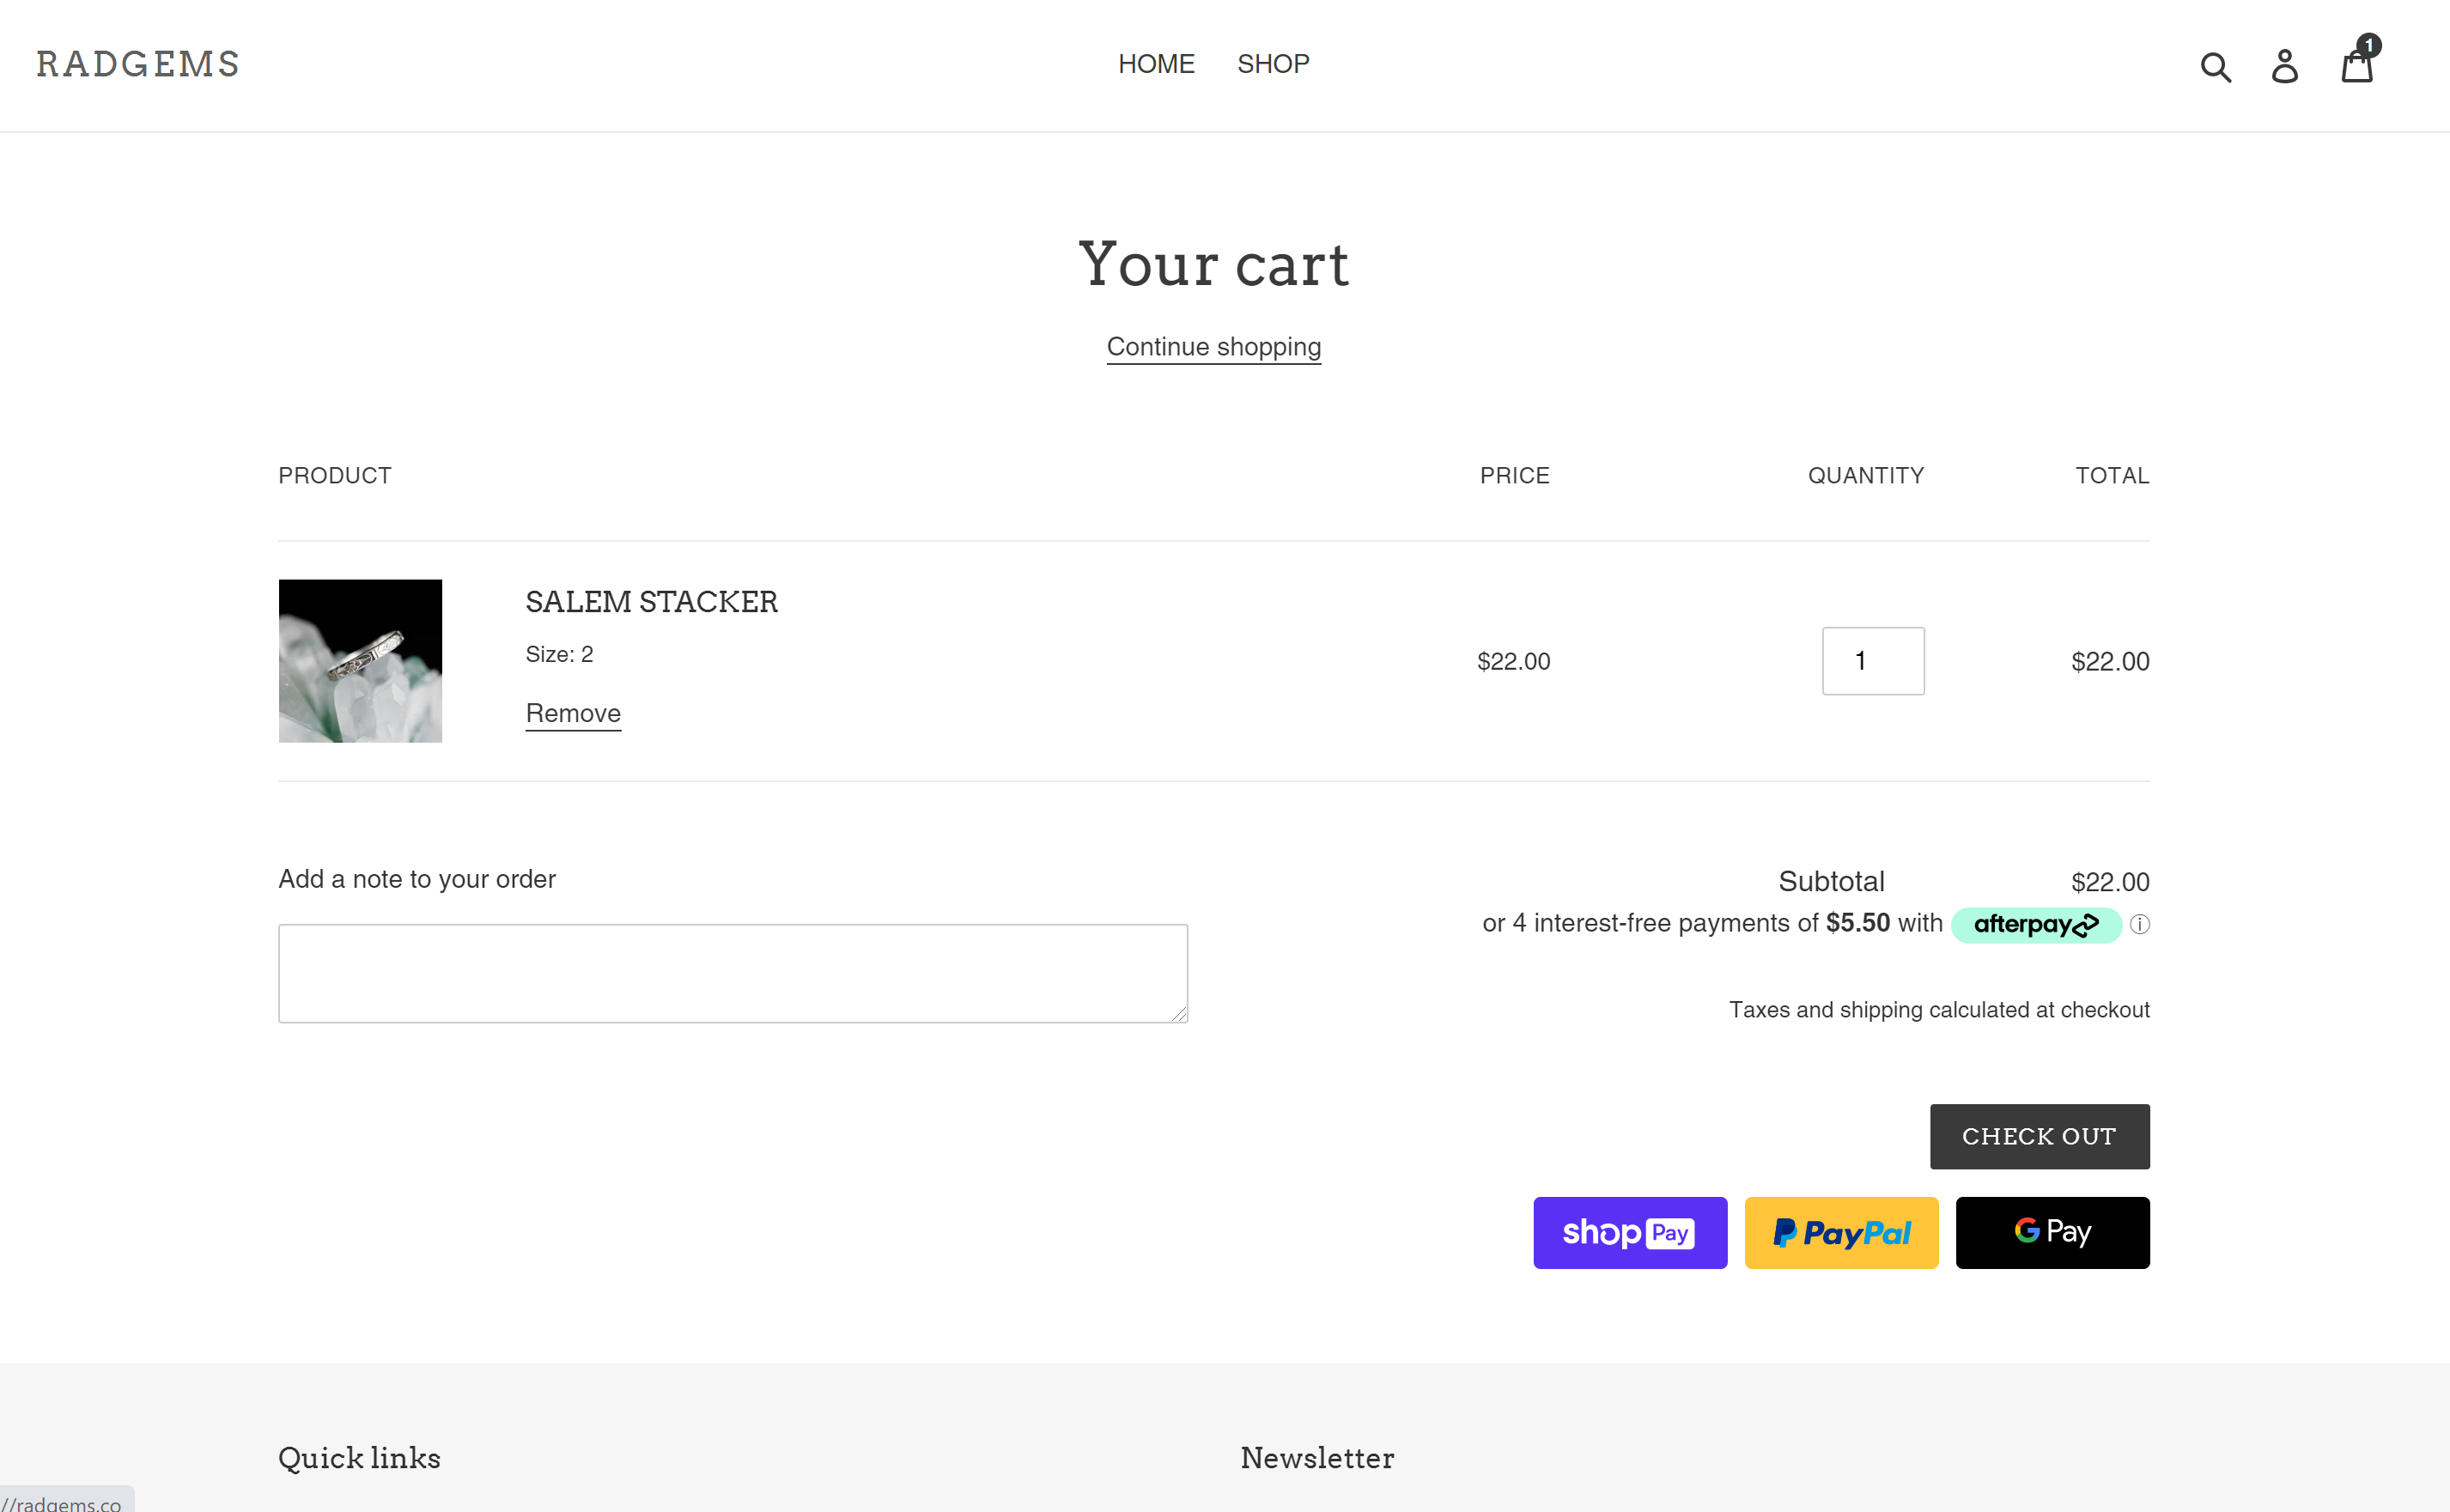 RADGEMS
HOME SHOP
1
Your cart
Continue shopping
PRODUCT PRICE QUANTITY TOTAL
SALEM STACKER
Size: 2
Remove
$22.00 1 $22.00
Add a note to your order
Subtotal $22.00
or 4 interest-free payments of $5.50 with afterpay
Taxes and shipping calculated at checkout
CHECK OUT
shop Pay PayPal G Pay
Quick links Newsletter
//radgems.co